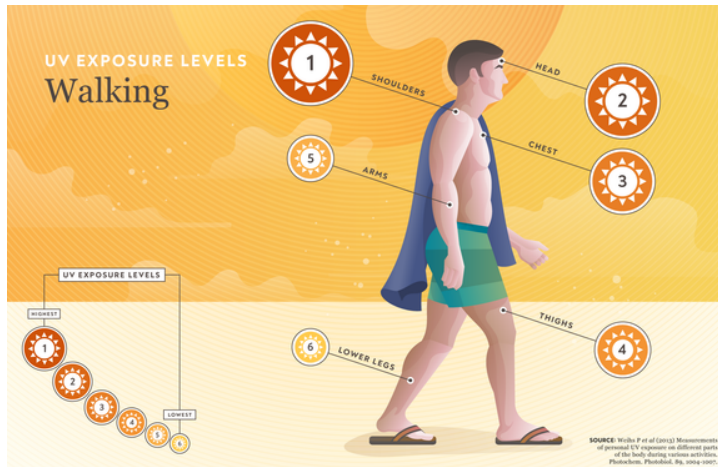 UV EXPOSURE LEVELS
Walking
1
SHOULDERS
HEAD
2
CHEST
3
5
ARMS
UV EXPOSURE LEVELS
HIGHEST
1
2
3
4
5
6
LOWEST
6
LOWER LEGS
THIGHS
4
SOURCE: Weihs P et al (2013) Measurements
of personal UV exposure on different parts
of the body during various activities.
Photochem. Photobiol. 89, 1004-1007.